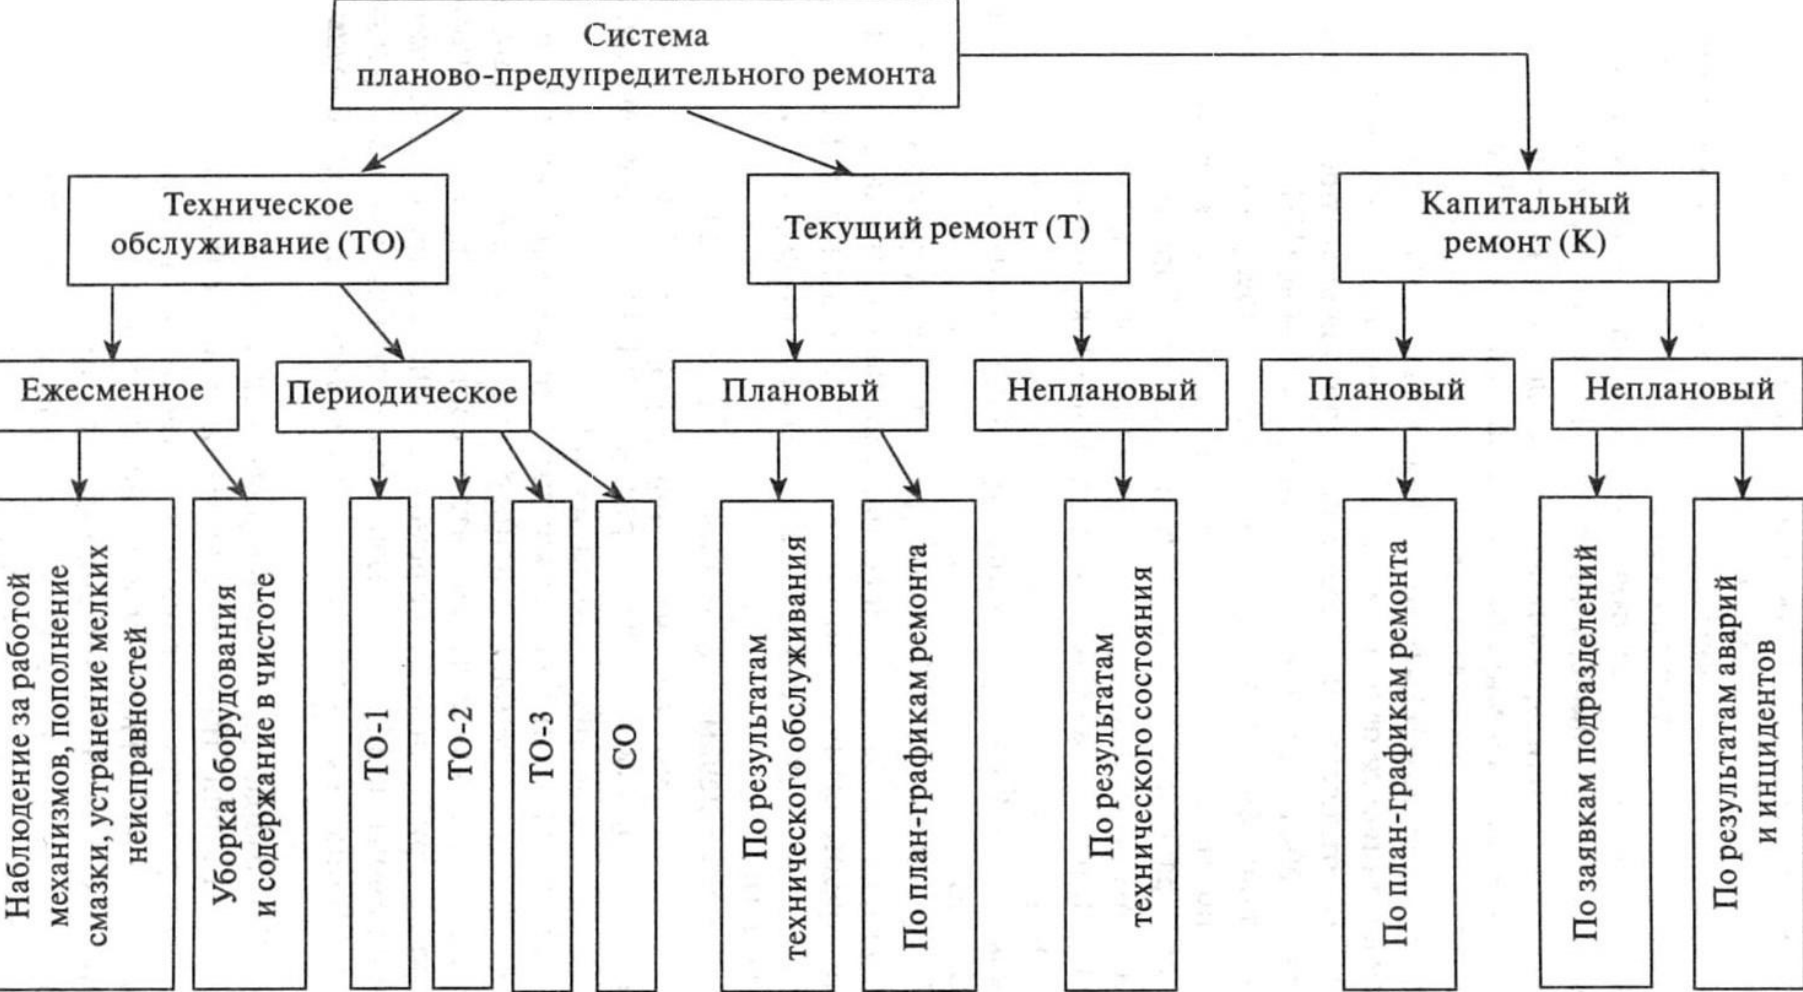 Система
планово-предупредительного ремонта
Техническое
обслуживание (ТО)
Текущий ремонт (Т)
Капитальный
ремонт (К)
Ежесменное
Периодическое
Плановый
Неплановый
Плановый
Неплановый
Наблюдение за работой
механизмов, пополнение
смазки, устранение мелких
неисправностей
Уборка оборудования
и содержание в чистоте
ТО-1
ТО-2
ТО-3
СО
По результатам
технического обслуживания
По план-графикам ремонта
По результатам
технического состояния
По план-графикам ремонта
По заявкам подразделений
По результатам аварий
и инцидентов